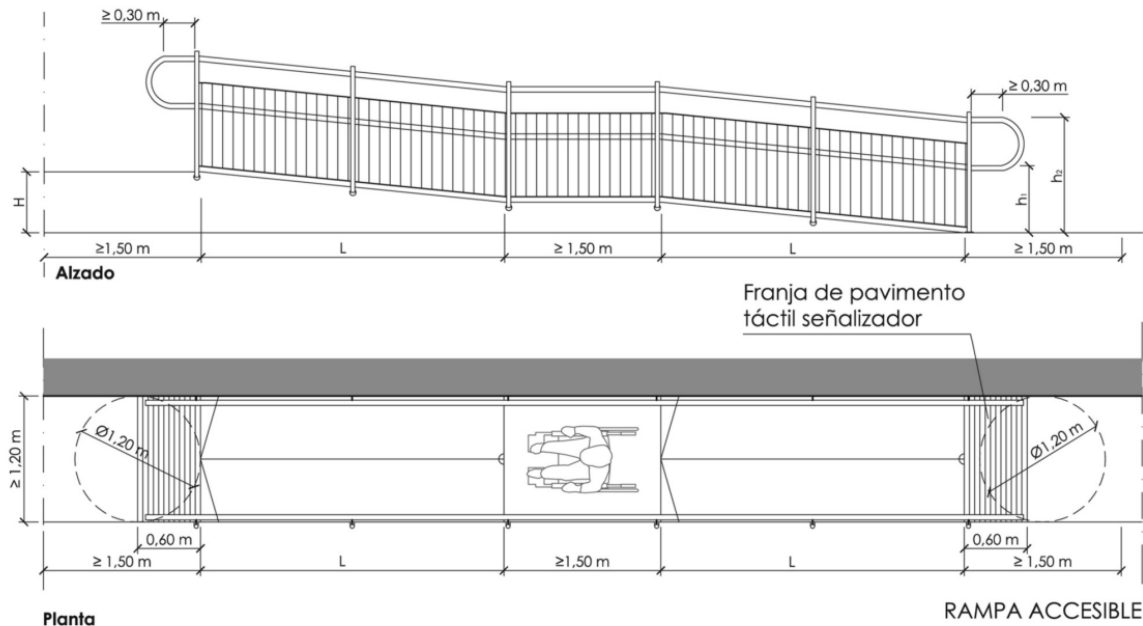 ≥ 0,30 m
≥ 0,30 m
H
h₁
h₂
≥1,50 m
L
≥ 1,50 m
L
≥ 1,50 m
Alzado
Franja de pavimento
táctil señalizador
≥ 1,20 m
Ø1,20 m
Ø1,20 m
0,60 m
0,60 m
≥ 1,50 m
L
≥1,50 m
L
≥ 1,50 m
Planta
RAMPA ACCESIBLE